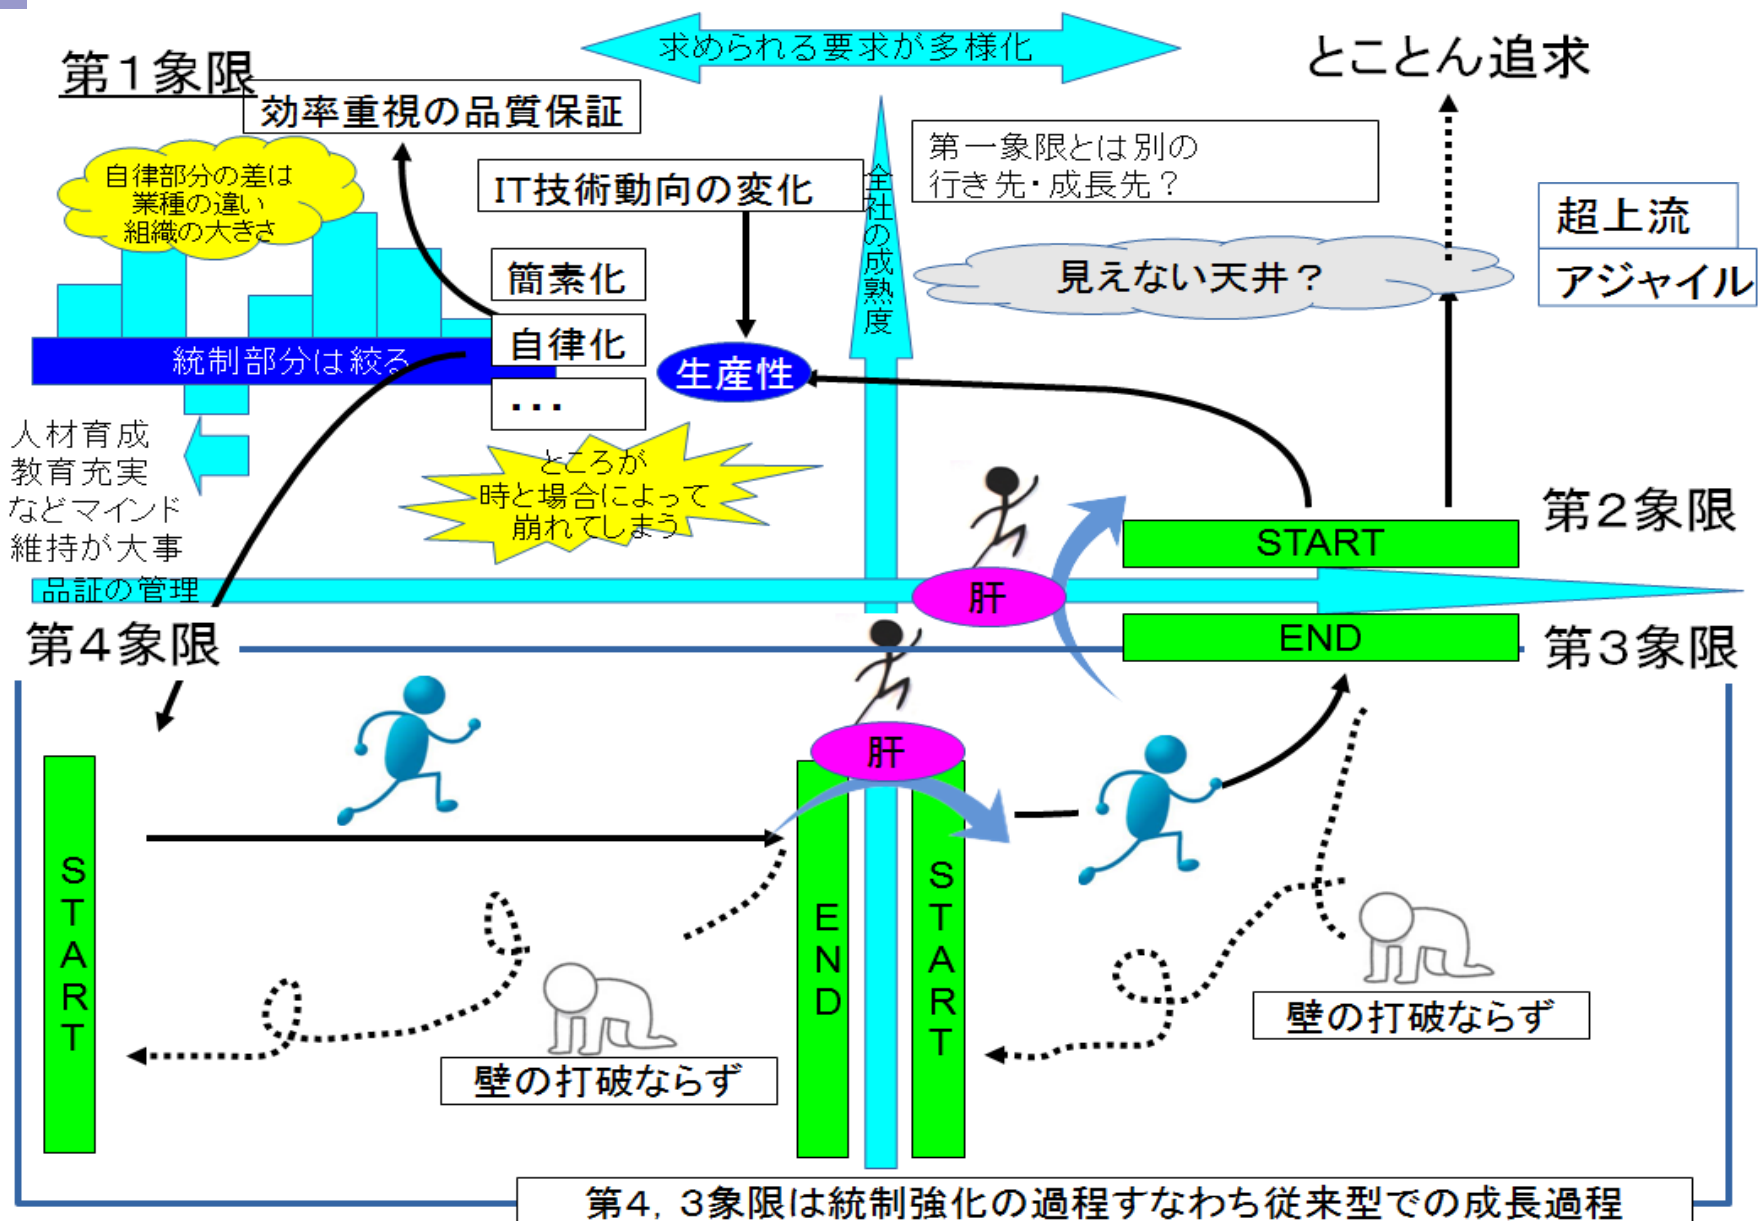 求められる要求が多様化
第1象限
とことん追求
効率重視の品質保証
第一象限とは別の
行き先・成長先？
自律部分の差は
業種の違い
組織の大きさ
IT技術動向の変化
全社の成熟度
超上流
アジャイル
見えない天井？
簡素化
自律化
・・・
統制部分は絞る
生産性
人材育成
教育充実
などマインド
維持が大事
ところが
時と場合によって
崩れてしまう
第2象限
START
品証の管理
肝
END
第4象限
第3象限
肝
START
END
START
壁の打破ならず
壁の打破ならず
第4，3象限は統制強化の過程すなわち従来型での成長過程